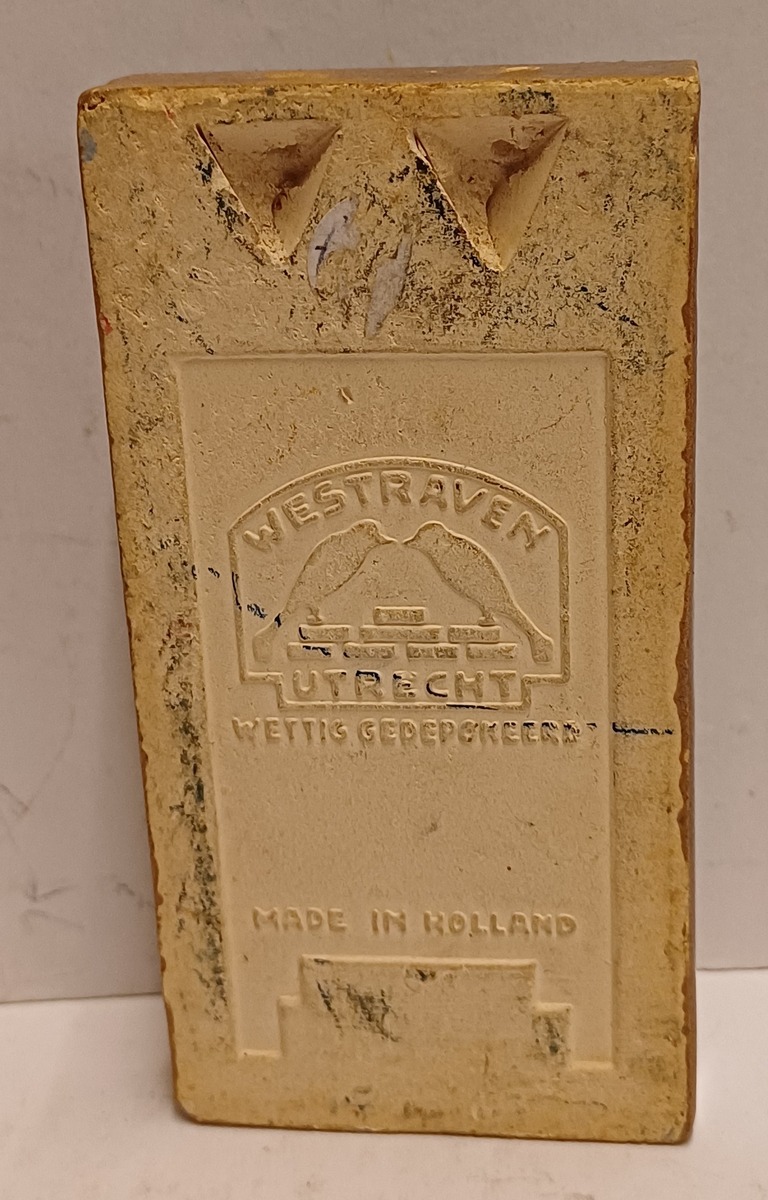 WESTRAVEN
UTRECHT
WETTIG GEDEPONEERD
MADE IN HOLLAND